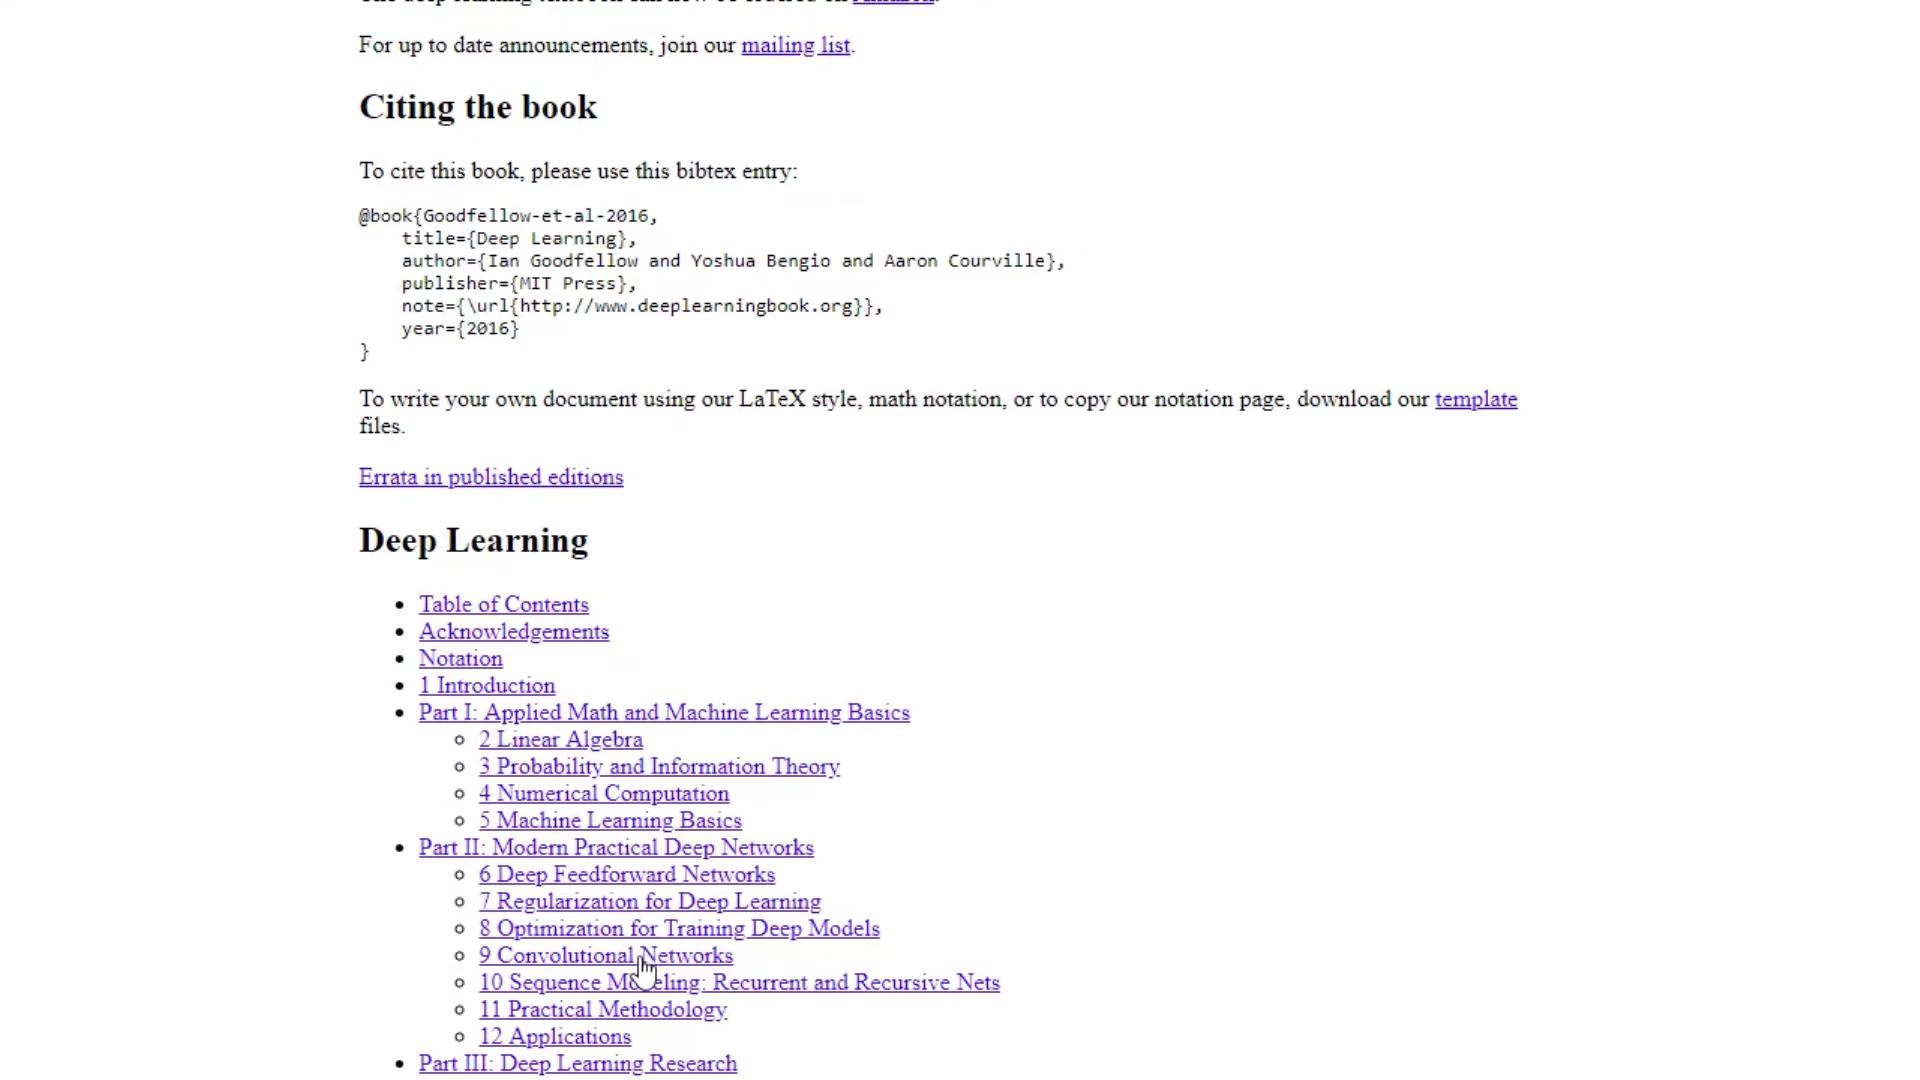 For up to date announcements, join our mailing list.
Citing the book
To cite this book, please use this bibtex entry:
@book{Goodfellow-et-al-2016,
    title={Deep Learning},
    author={Ian Goodfellow and Yoshua Bengio and Aaron Courville},
    publisher={MIT Press},
    note={\url{http://www.deeplearningbook.org}},
    year={2016}
}
To write your own document using our LaTeX style, math notation, or to copy our notation page, download our template
files.
Errata in published editions
Deep Learning
• Table of Contents
• Acknowledgements
• Notation
• 1 Introduction
• Part I: Applied Math and Machine Learning Basics
◦ 2 Linear Algebra
◦ 3 Probability and Information Theory
◦ 4 Numerical Computation
◦ 5 Machine Learning Basics
• Part II: Modern Practical Deep Networks
◦ 6 Deep Feedforward Networks
◦ 7 Regularization for Deep Learning
◦ 8 Optimization for Training Deep Models
◦ 9 Convolutional Networks
◦ 10 Sequence Modeling: Recurrent and Recursive Nets
◦ 11 Practical Methodology
◦ 12 Applications
• Part III: Deep Learning Research